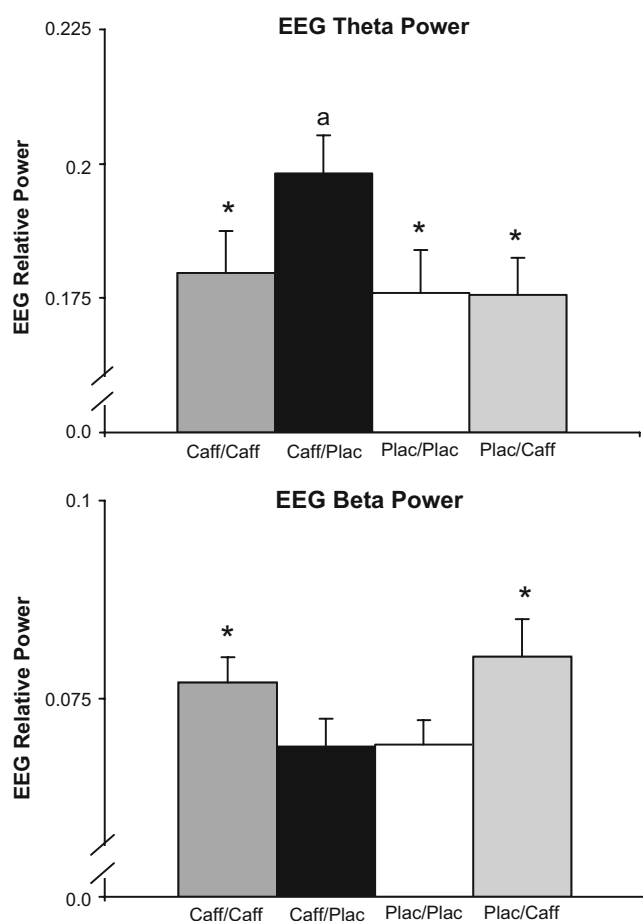 EEG Theta Power
0.225
0.2
0.175
0.0
EEG Relative Power
*
a
*
*
Caff/Caff Caff/Plac Plac/Plac Plac/Caff
EEG Beta Power
0.1
0.075
0.0
EEG Relative Power
*
*
Caff/Caff Caff/Plac Plac/Plac Plac/Caff